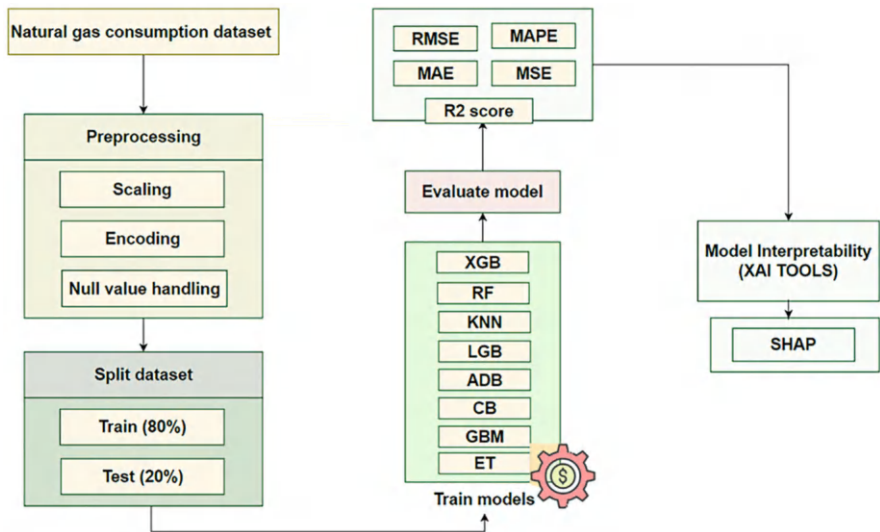 Natural gas consumption dataset
Preprocessing
Scaling
Encoding
Null value handling
Split dataset
Train (80%)
Test (20%)
RMSE
MAPE
MAE
MSE
R2 score
Evaluate model
XGB
RF
KNN
LGB
ADB
CB
GBM
ET
$
Train models
Model Interpretability
(XAI TOOLS)
SHAP